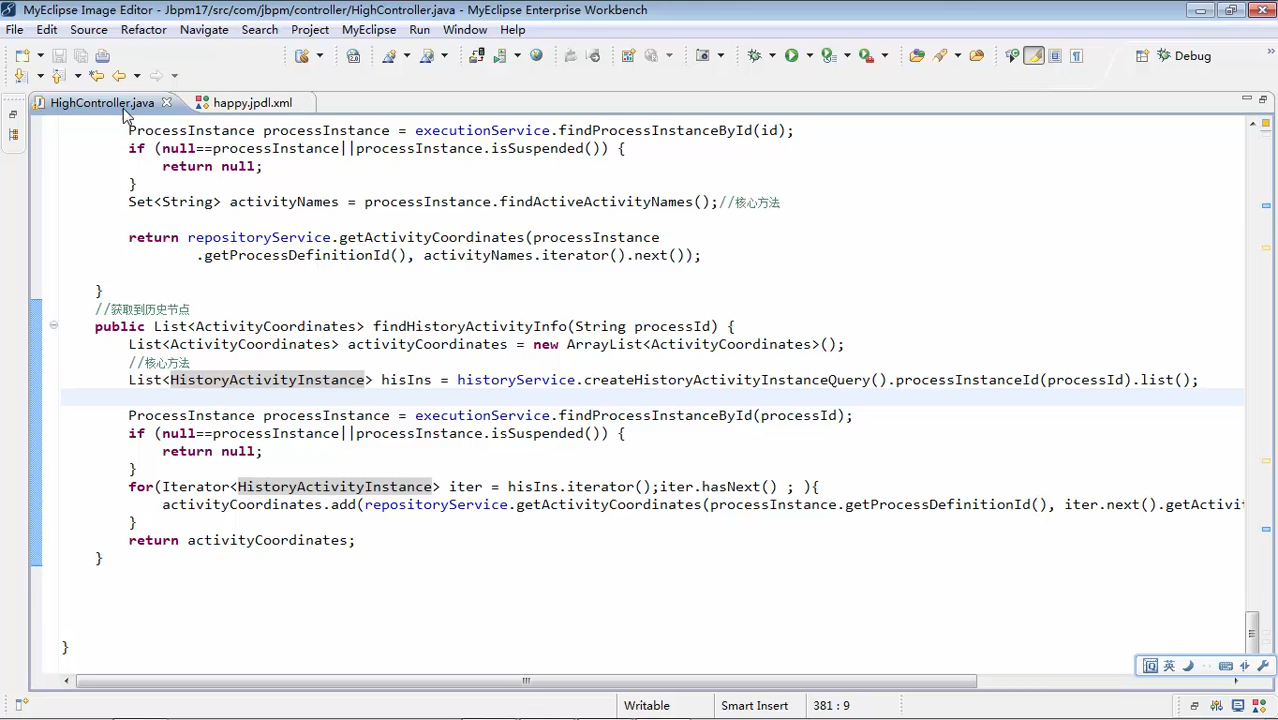 MyEclipse Image Editor - Jbpm17/src/com/jbpm/controller/HighController.java - MyEclipse Enterprise Workbench
File Edit Source Refactor Navigate Search Project MyEclipse Run Window Help
Debug
HighController.java happy.jpdl.xml
ProcessInstance processInstance = executionService.findProcessInstanceById(id);
if (null==processInstance||processInstance.isSuspended()) {
return null;
}
Set<String> activityNames = processInstance.findActiveActivityNames();//核心方法
return repositoryService.getActivityCoordinates(processInstance
.getProcessDefinitionId(), activityNames.iterator().next());
}
//获取到历史节点
public List<ActivityCoordinates> findHistoryActivityInfo(String processId) {
List<ActivityCoordinates> activityCoordinates = new ArrayList<ActivityCoordinates>();
//核心方法
List<HistoryActivityInstance> hisIns = historyService.createHistoryActivityInstanceQuery().processInstanceId(processId).list();
ProcessInstance processInstance = executionService.findProcessInstanceById(processId);
if (null==processInstance||processInstance.isSuspended()) {
return null;
}
for(Iterator<HistoryActivityInstance> iter = hisIns.iterator();iter.hasNext() ; ){
activityCoordinates.add(repositoryService.getActivityCoordinates(processInstance.getProcessDefinitionId(), iter.next().getActivit
}
return activityCoordinates;
}
}
英
Writable Smart Insert 381 : 9